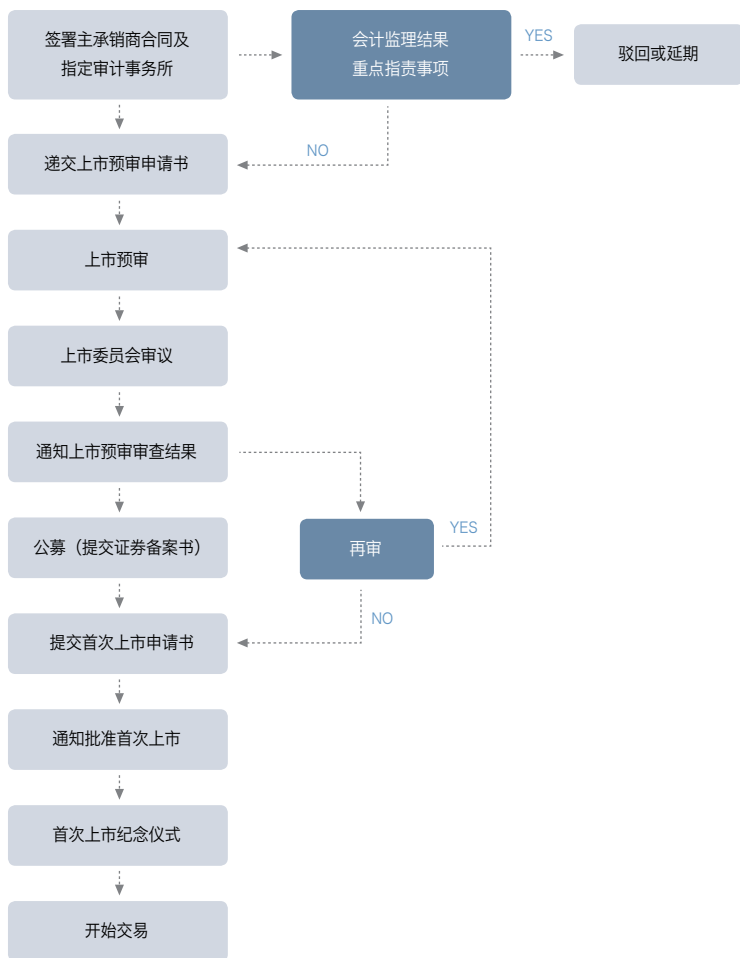 签署主承销商合同及
指定审计事务所
会计监理结果
重点指责事项
YES
驳回或延期
NO
递交上市预审申请书
上市预审
上市委员会审议
通知上市预审审查结果
公募（提交证券备案书）
再审
YES
NO
提交首次上市申请书
通知批准首次上市
首次上市纪念仪式
开始交易